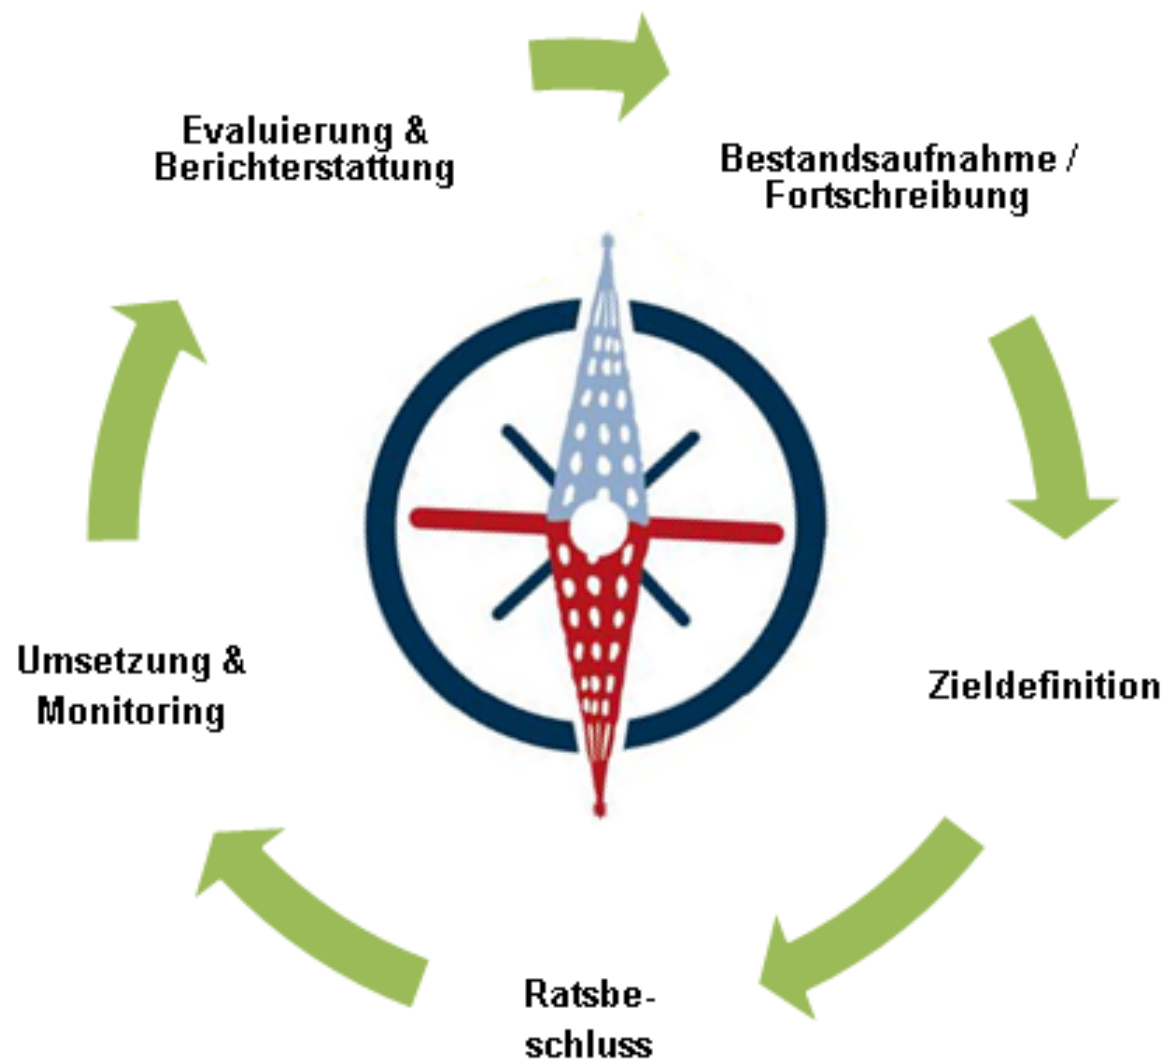 Evaluierung &
Berichterstattung
Bestandsaufnahme /
Fortschreibung
Zieldefinition
Ratsbe-
schluss
Umsetzung &
Monitoring